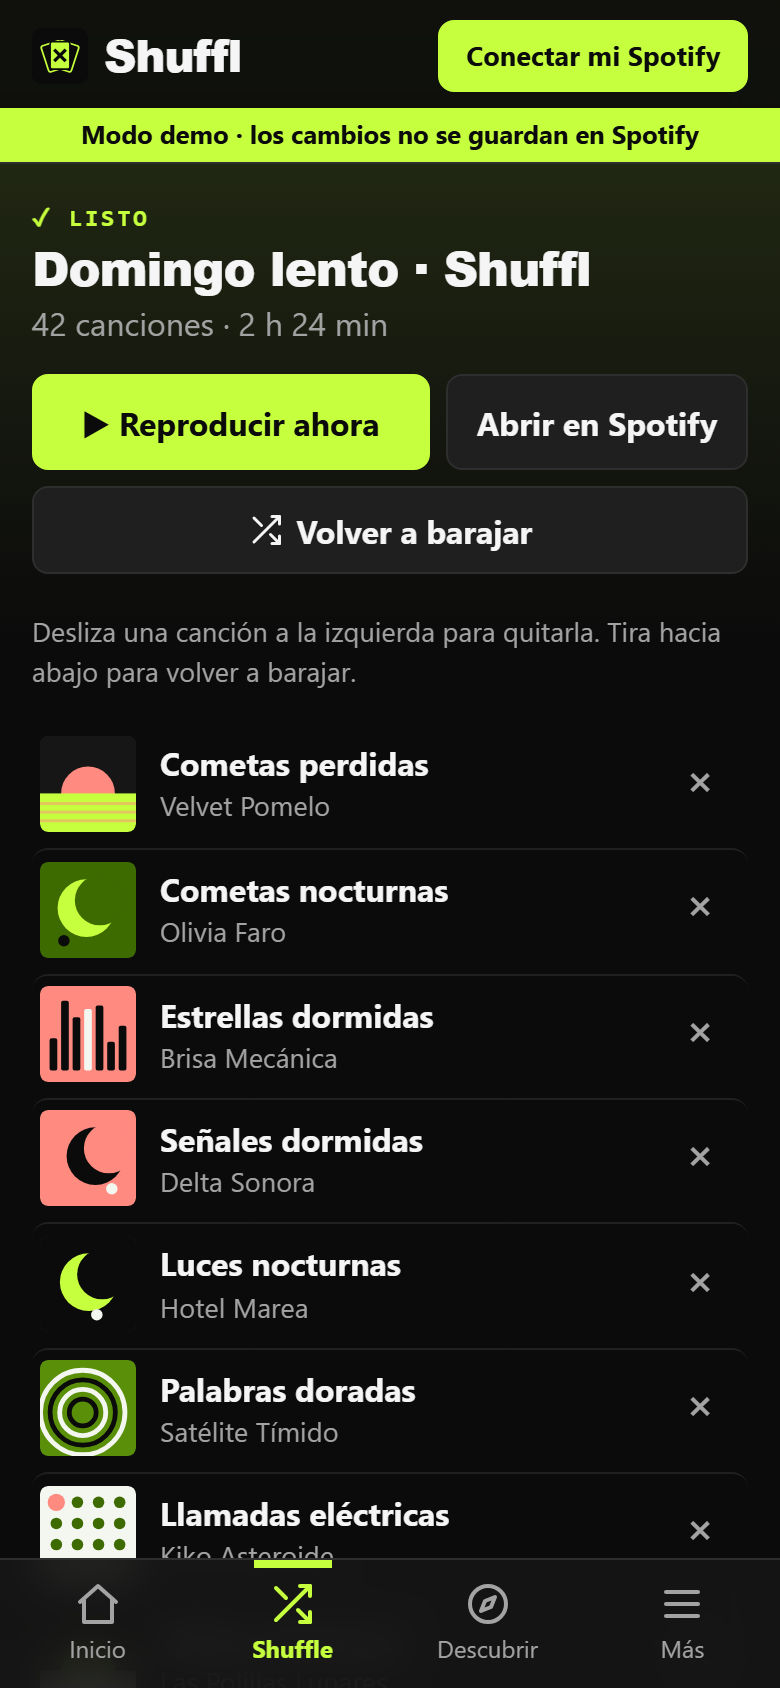 Shuffl
Conectar mi Spotify
Modo demo · los cambios no se guardan en Spotify
✓ LISTO
Domingo lento · Shuffl
42 canciones · 2 h 24 min
▶ Reproducir ahora
Abrir en Spotify
Volver a barajar
Desliza una canción a la izquierda para quitarla. Tira hacia
abajo para volver a barajar.
Cometas perdidas
Velvet Pomelo
Cometas nocturnas
Olivia Faro
Estrellas dormidas
Brisa Mecánica
Señales dormidas
Delta Sonora
Luces nocturnas
Hotel Marea
Palabras doradas
Satélite Tímido
Llamadas eléctricas
Kiko Asteroide
Las Polillas Lunares
Inicio
Shuffle
Descubrir
Más